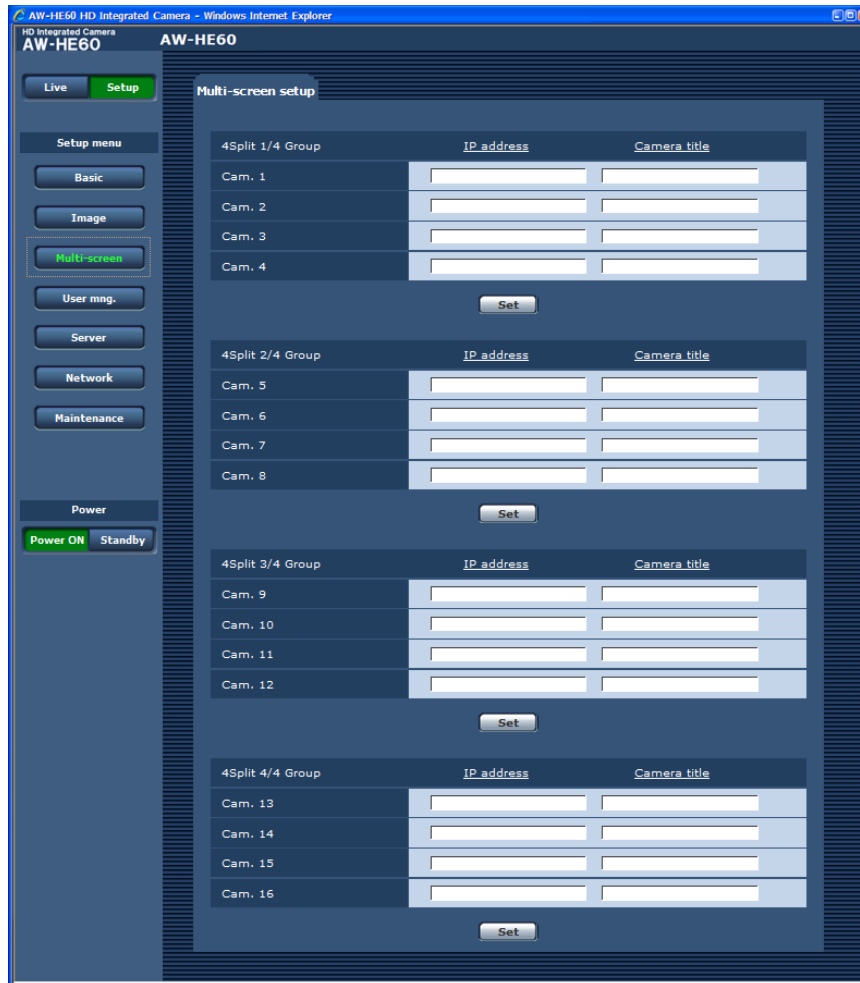 AW-HE60 HD Integrated Camera - Windows Internet Explorer
HD Integrated Camera
AW-HE60
AW-HE60
Live Setup
Setup menu
Basic
Image
Multi-screen
User mng.
Server
Network
Maintenance
Power
Power ON Standby
Multi-screen setup
4Split 1/4 Group IP address Camera title
Cam. 1
Cam. 2
Cam. 3
Cam. 4
Set
4Split 2/4 Group IP address Camera title
Cam. 5
Cam. 6
Cam. 7
Cam. 8
Set
4Split 3/4 Group IP address Camera title
Cam. 9
Cam. 10
Cam. 11
Cam. 12
Set
4Split 4/4 Group IP address Camera title
Cam. 13
Cam. 14
Cam. 15
Cam. 16
Set